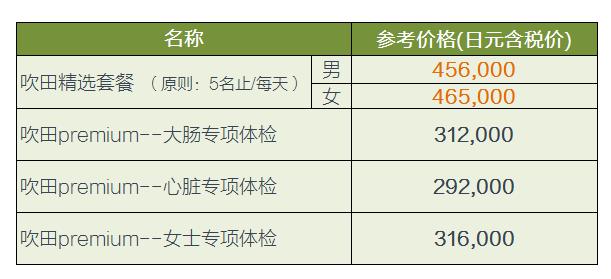 名称 参考价格(日元含税价)
吹田精选套餐 （原则：5名止/每天） 男 456,000
女 465,000
吹田premium--大肠专项体检 312,000
吹田premium--心脏专项体检 292,000
吹田premium--女士专项体检 316,000